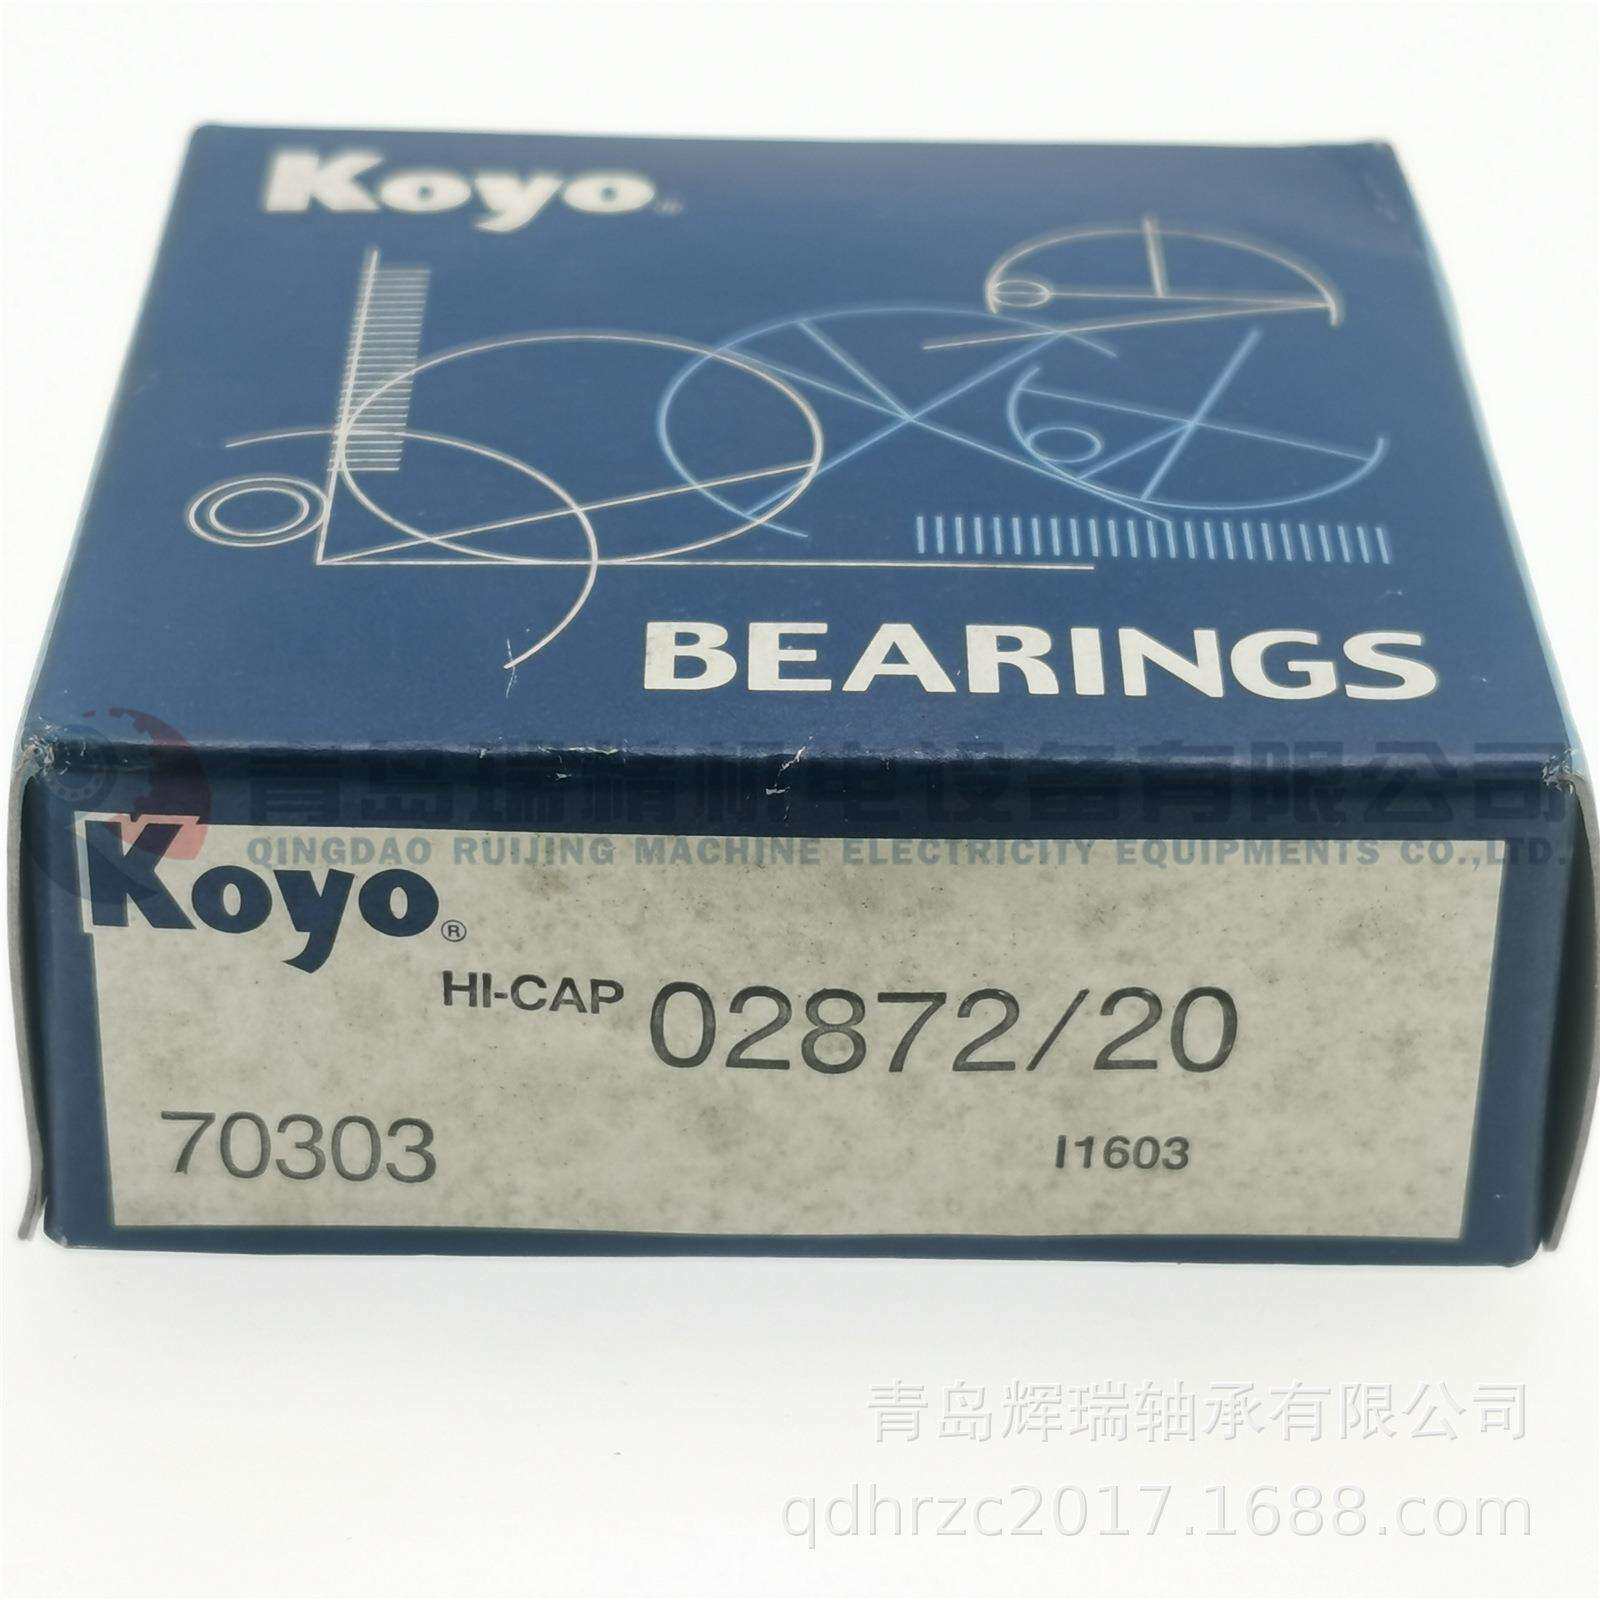 Koyo®
BEARINGS
青岛瑞精机电设备有限公司
QINGDAO RUIJING MACHINE ELECTRICITY EQUIPMENTS CO.,LTD.
Koyo®
HI-CAP 02872/20
70303 I1603
青岛辉瑞轴承有限公司
qdhrzc2017.1688.com